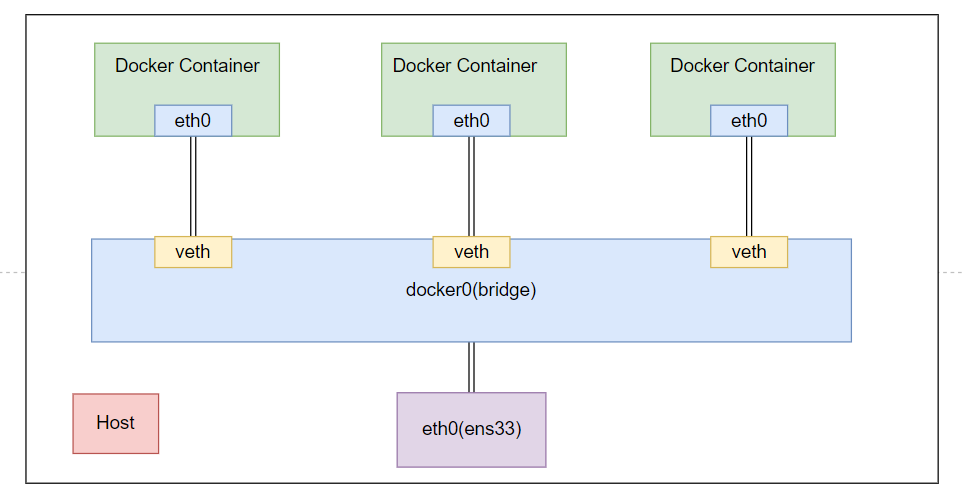 Docker Container
Docker Container
Docker Container
eth0
eth0
eth0
veth
veth
veth
docker0(bridge)
Host
eth0(ens33)